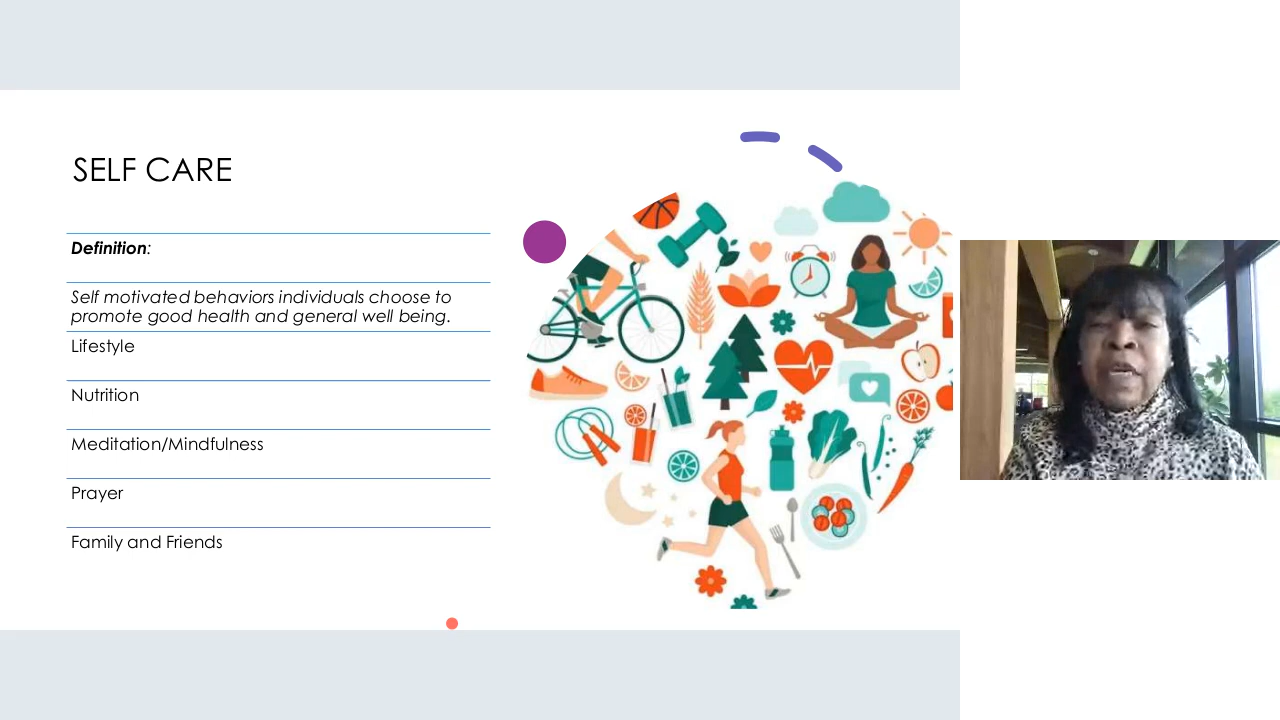 SELF CARE
Definition:
Self motivated behaviors individuals choose to
promote good health and general well being.
Lifestyle
Nutrition
Meditation/Mindfulness
Prayer
Family and Friends